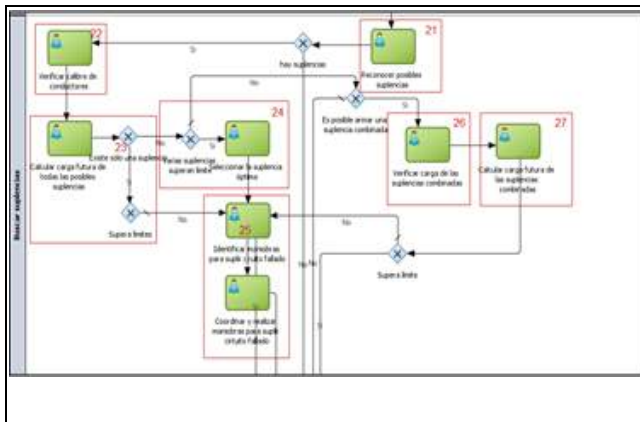 Buscar suplencias
22
Verificar calibre de
conductores
Si
hay suplencias
21
Reconocer posibles
suplencias
No
Es posible armar una
suplencia combinada
Si
23
Calcular carga futura de
todas las posibles
suplencias
Existe solo una suplencia
No
Varias suplencias
superan limite
Si
24
Seleccionar la suplencia
óptima
26
Verificar carga de las
suplencias combinadas
27
Calcular carga futura de
las suplencias
combinadas
Si
Supera limites
No
25
Identificar maniobras
para suplir circuito fallado
No
Supera limite
No
No
Coordinar y realizar
maniobras para suplir
circuito fallado